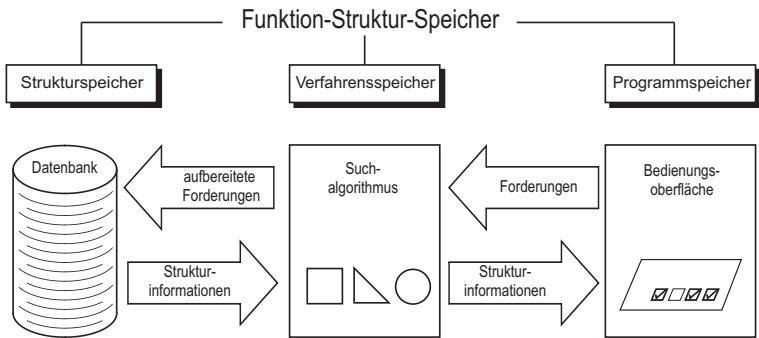 Funktion-Struktur-Speicher
Strukturspeicher
Verfahrensspeicher
Programmspeicher
Datenbank
aufbereitete
Forderungen
Such-
algorithmus
Forderungen
Bedienungs-
oberfläche
Struktur-
informationen
Struktur-
informationen